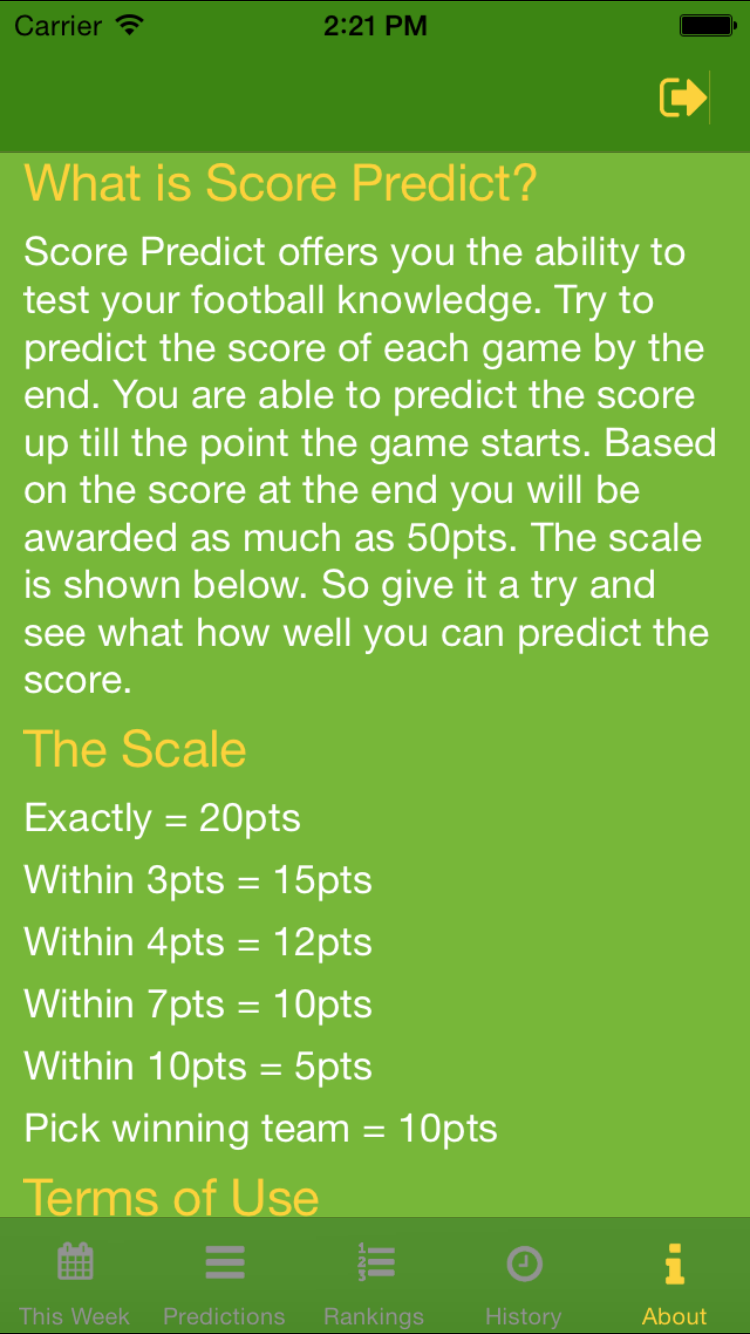 Carrier
2:21 PM
What is Score Predict?
Score Predict offers you the ability to
test your football knowledge. Try to
predict the score of each game by the
end. You are able to predict the score
up till the point the game starts. Based
on the score at the end you will be
awarded as much as 50pts. The scale
is shown below. So give it a try and
see what how well you can predict the
score.
The Scale
Exactly = 20pts
Within 3pts = 15pts
Within 4pts = 12pts
Within 7pts = 10pts
Within 10pts = 5pts
Pick winning team = 10pts
Terms of Use
1
2
3
This Week
Predictions
Rankings
History
About